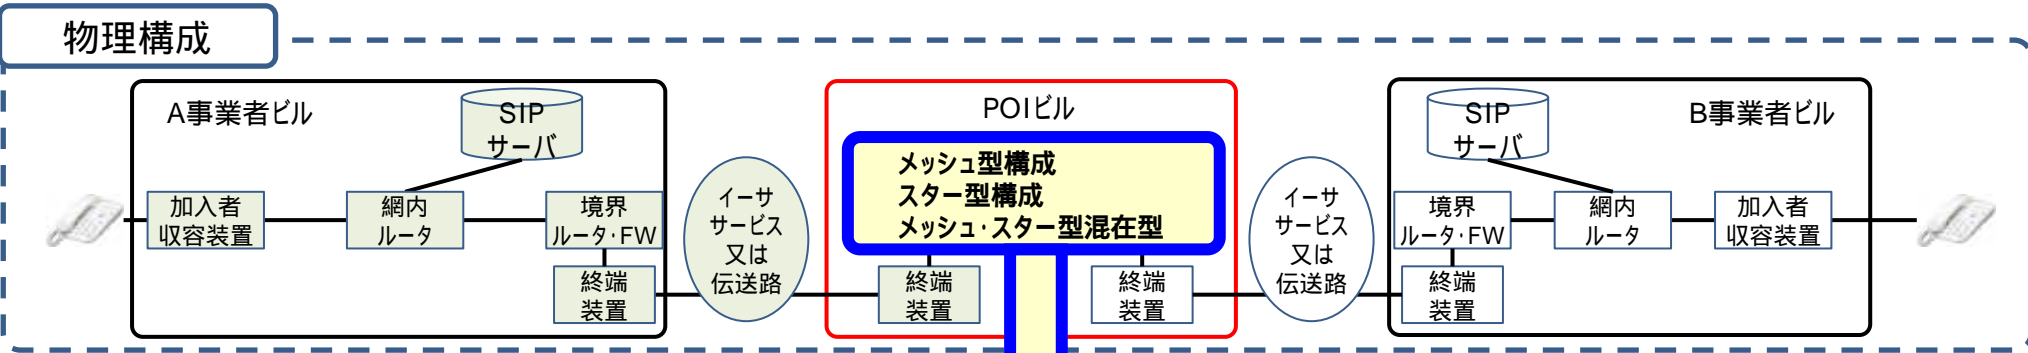 物理構成
A事業者ビル
SIP
サーバ
加入者
収容装置
網内
ルータ
境界
ルータ･FW
終端
装置
イーサ
サービス
又は
伝送路
POIビル
メッシュ型構成
スター型構成
メッシュ･スター型混在型
終端
装置
終端
装置
イーサ
サービス
又は
伝送路
B事業者ビル
SIP
サーバ
境界
ルータ･FW
網内
ルータ
加入者
収容装置
終端
装置